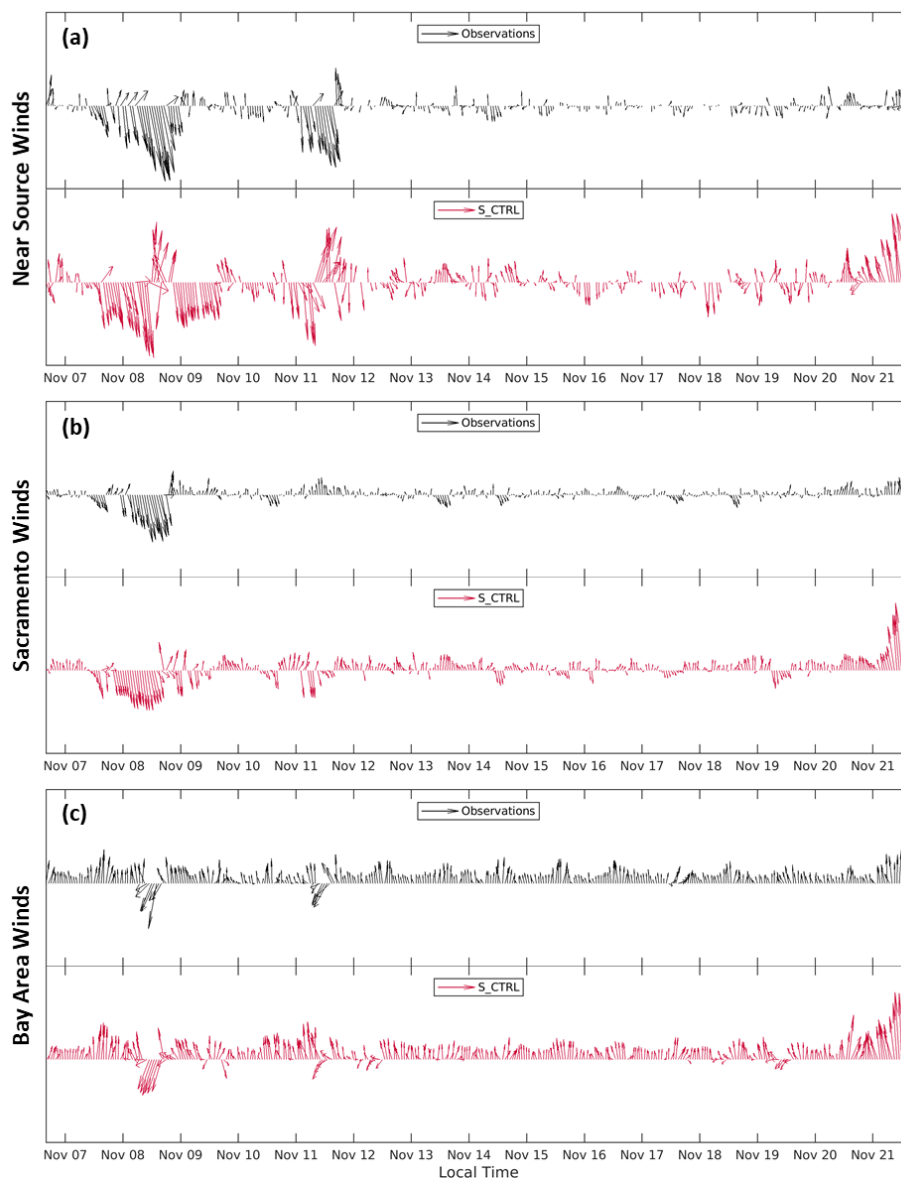 (a)
Observations
Near Source Winds
S_CTRL
Nov 07 Nov 08 Nov 09 Nov 10 Nov 11 Nov 12 Nov 13 Nov 14 Nov 15 Nov 16 Nov 17 Nov 18 Nov 19 Nov 20 Nov 21
(b)
Observations
Sacramento Winds
S_CTRL
Nov 07 Nov 08 Nov 09 Nov 10 Nov 11 Nov 12 Nov 13 Nov 14 Nov 15 Nov 16 Nov 17 Nov 18 Nov 19 Nov 20 Nov 21
(c)
Observations
Bay Area Winds
S_CTRL
Nov 07 Nov 08 Nov 09 Nov 10 Nov 11 Nov 12 Nov 13 Nov 14 Nov 15 Nov 16 Nov 17 Nov 18 Nov 19 Nov 20 Nov 21
Local Time